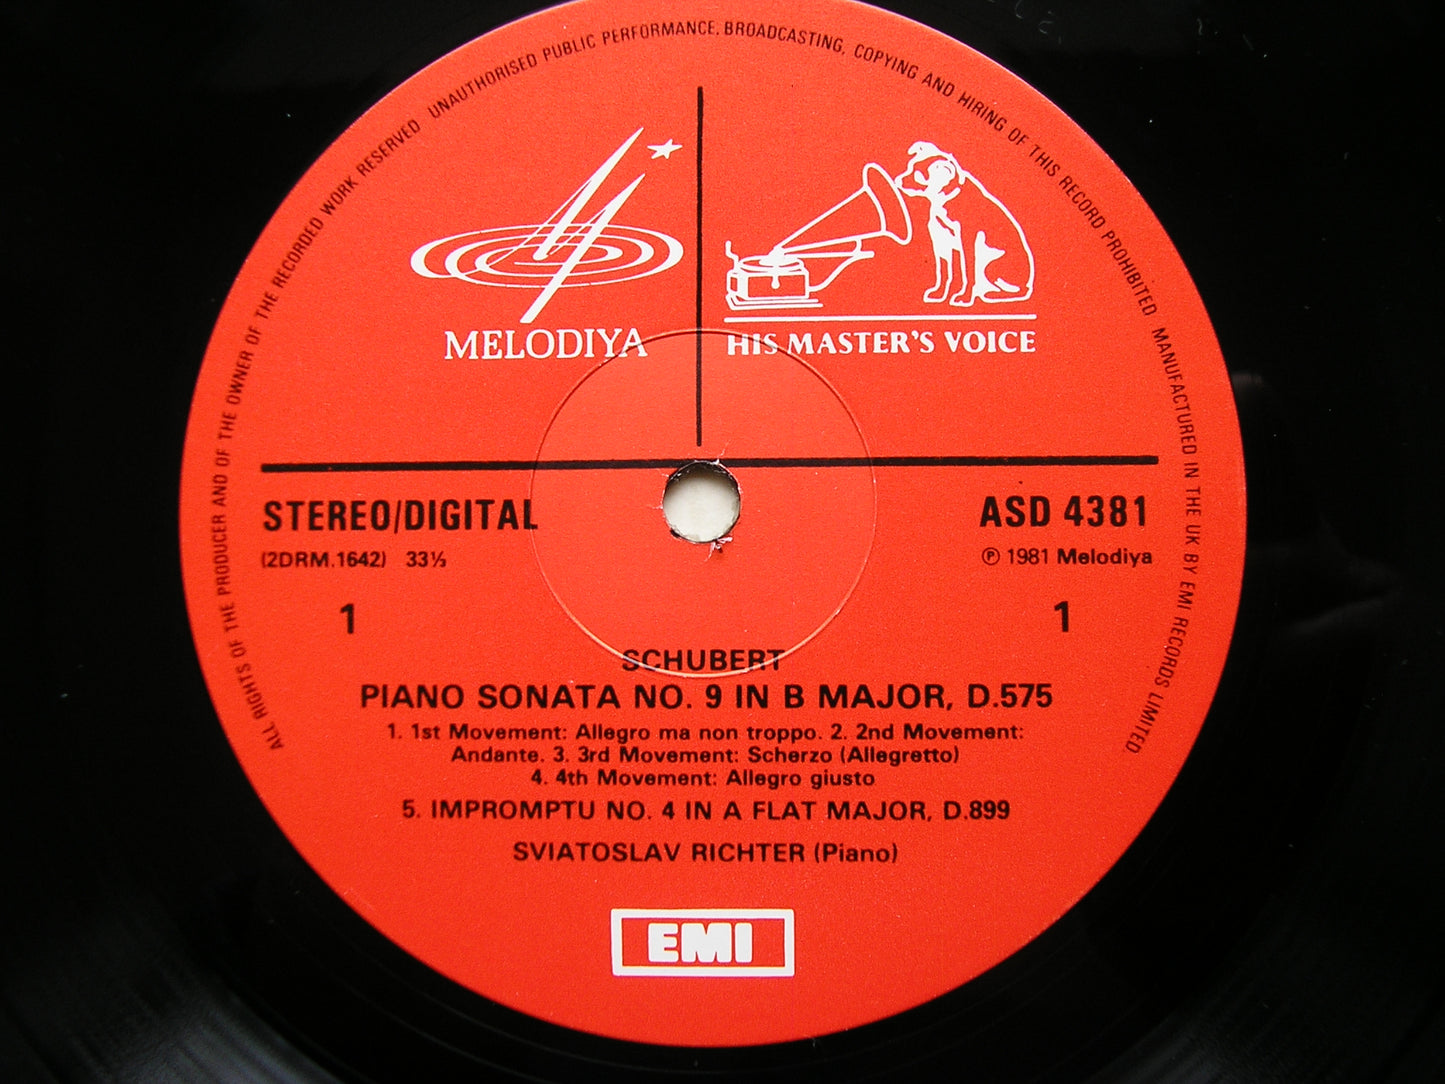 ALL RIGHTS OF THE PRODUCER AND OF THE OWNER OF THE RECORDED WORK RESERVED UNAUTHORISED PUBLIC PERFORMANCE, BROADCASTING, COPYING AND HIRING OF THIS RECORD PROHIBITED MANUFACTURED IN THE UK BY EMI RECORDS LIMITED.
MELODIYA
HIS MASTER'S VOICE
STEREO/DIGITAL ASD 4381
(2DRM.1642) 33⅓ ℗ 1981 Melodiya
1 1
SCHUBERT
PIANO SONATA NO. 9 IN B MAJOR, D.575
1. 1st Movement: Allegro ma non troppo. 2. 2nd Movement:
Andante. 3. 3rd Movement: Scherzo (Allegretto)
4. 4th Movement: Allegro giusto
5. IMPROMPTU NO. 4 IN A FLAT MAJOR, D.899
SVIATOSLAV RICHTER (Piano)
EMI